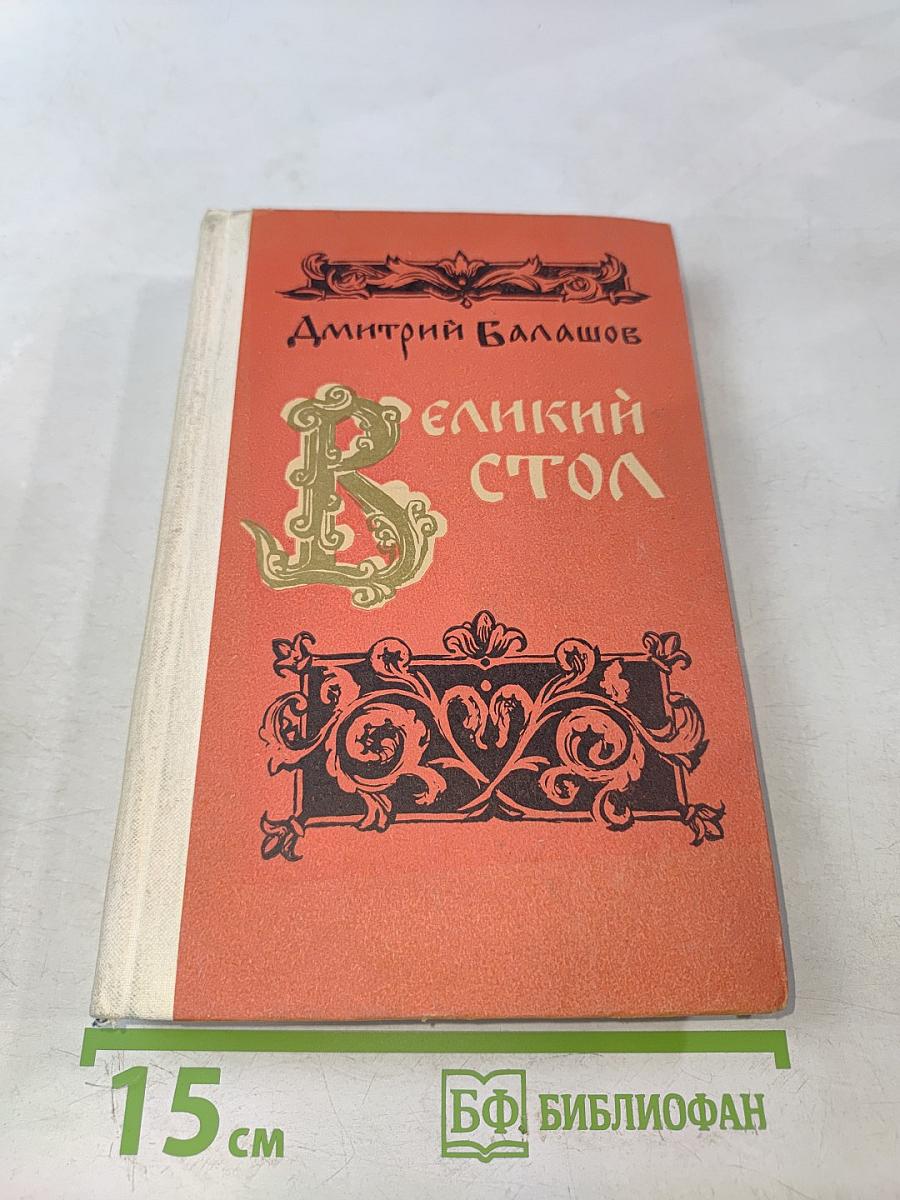 Дмитрий Балашов
Великий
стол
15 см
БФ БИБЛИОФАН